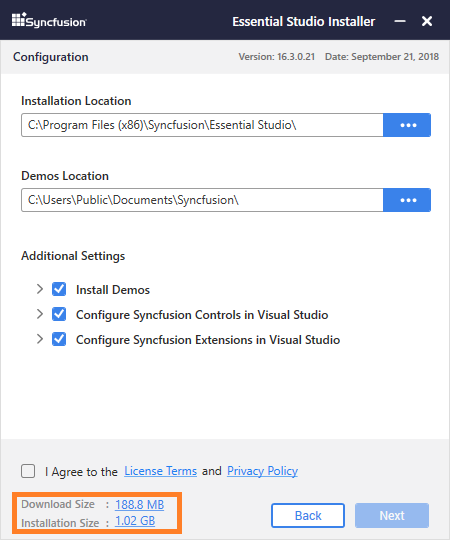 Syncfusion Essential Studio Installer
Configuration Version: 16.3.0.21 Date: September 21, 2018
Installation Location
C:\Program Files (x86)\Syncfusion\Essential Studio\
Demos Location
C:\Users\Public\Documents\Syncfusion\
Additional Settings
Install Demos
Configure Syncfusion Controls in Visual Studio
Configure Syncfusion Extensions in Visual Studio
I Agree to the License Terms and Privacy Policy
Download Size : 188.8 MB
Installation Size : 1.02 GB
Back Next